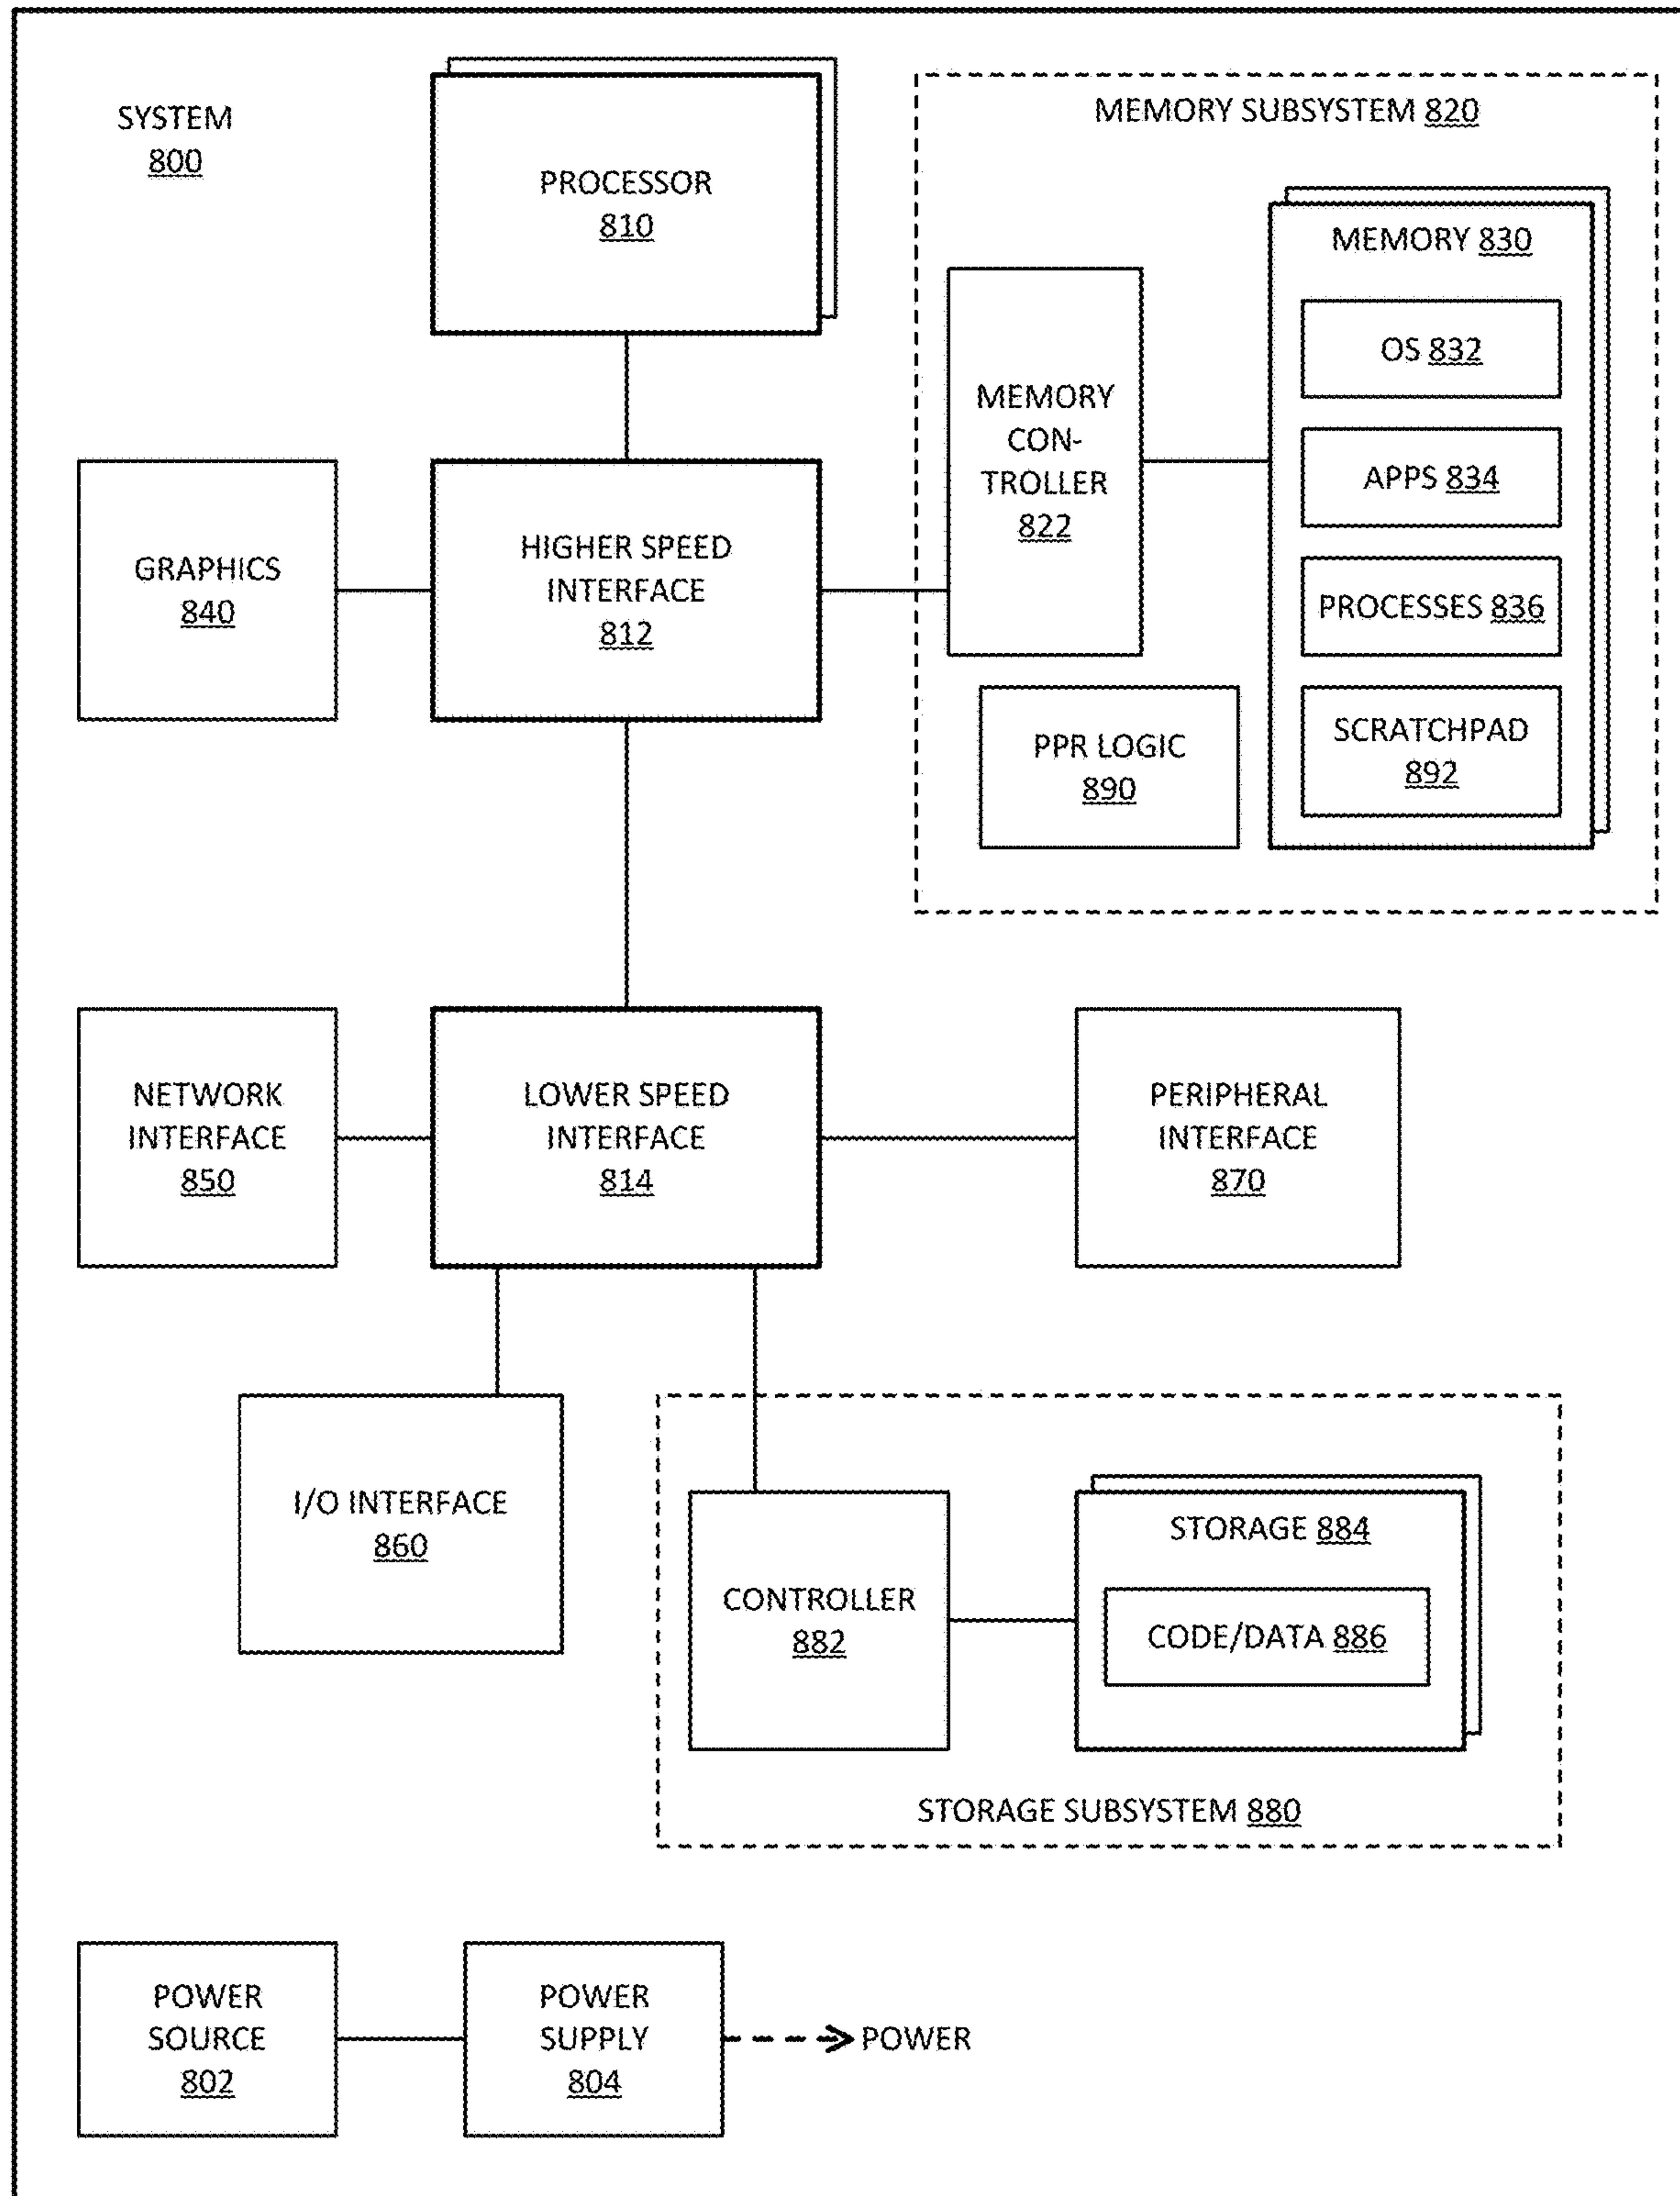 SYSTEM
800
PROCESSOR
810
MEMORY SUBSYSTEM 820
MEMORY 830
OS 832
APPS 834
PROCESSES 836
SCRATCHPAD
892
MEMORY
CON-
TROLLER
822
PPR LOGIC
890
GRAPHICS
840
HIGHER SPEED
INTERFACE
812
NETWORK
INTERFACE
850
LOWER SPEED
INTERFACE
814
PERIPHERAL
INTERFACE
870
I/O INTERFACE
860
CONTROLLER
882
STORAGE 884
CODE/DATA 886
STORAGE SUBSYSTEM 880
POWER
SOURCE
802
POWER
SUPPLY
804
POWER